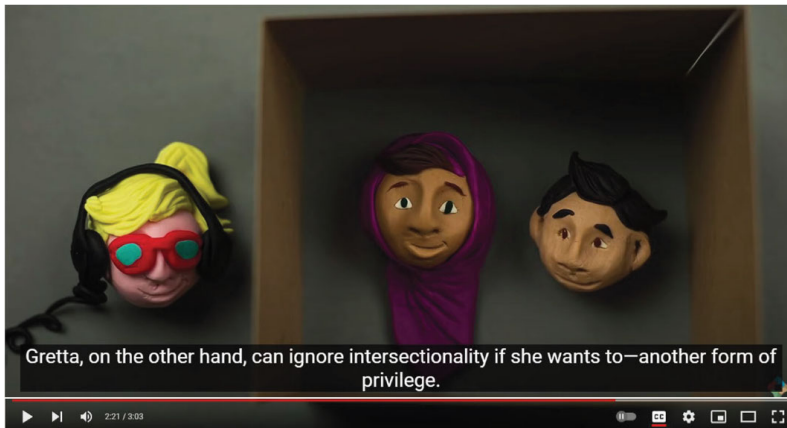 Gretta, on the other hand, can ignore intersectionality if she wants to—another form of
privilege.
2:21 / 3:03
CC